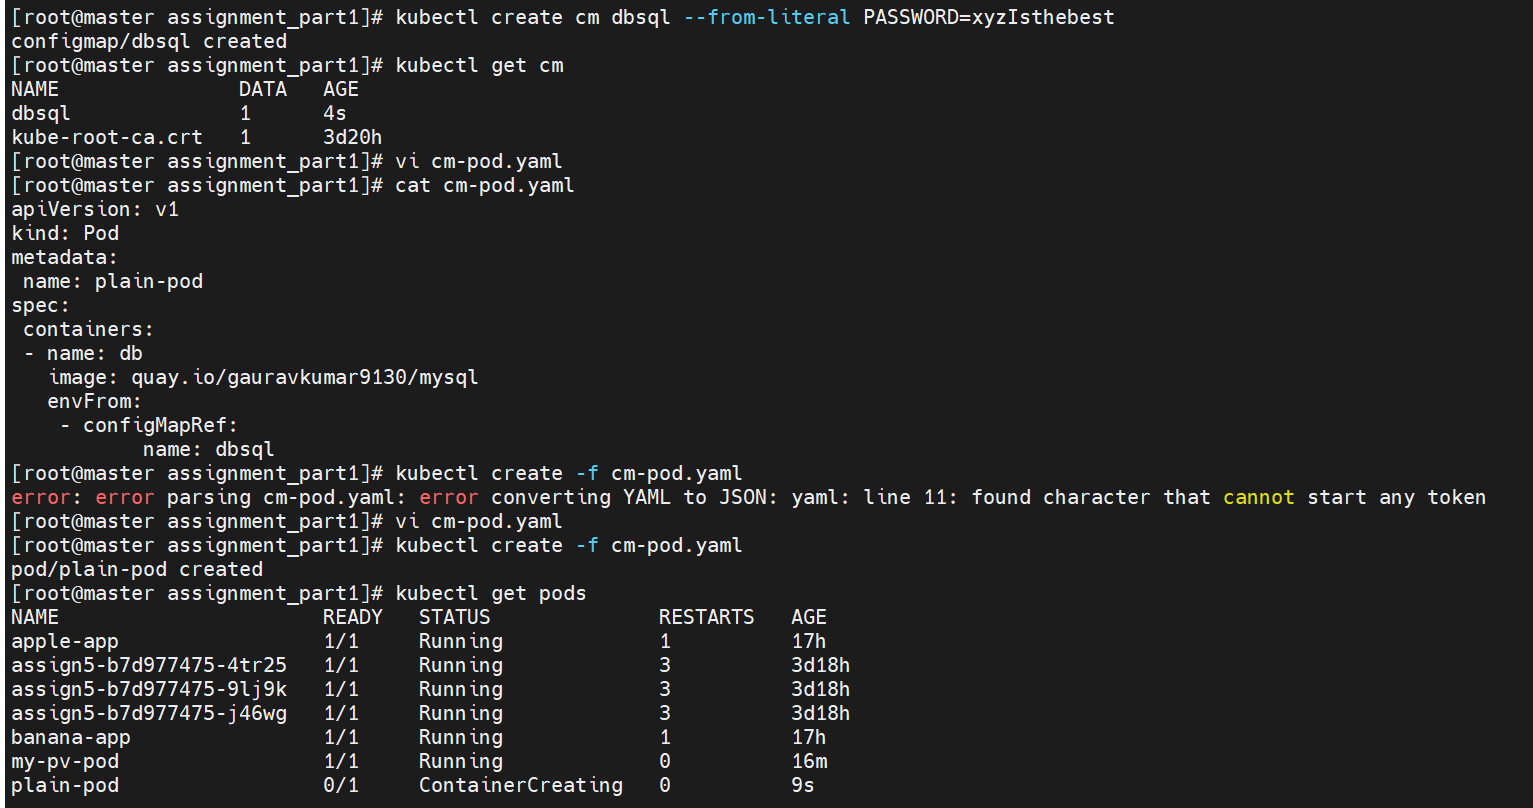 [root@master assignment_part1]# kubectl create cm dbsql --from-literal PASSWORD=xyzIsthebest
configmap/dbsql created
[root@master assignment_part1]# kubectl get cm
NAME               DATA   AGE
dbsql              1      4s
kube-root-ca.crt   1      3d20h
[root@master assignment_part1]# vi cm-pod.yaml
[root@master assignment_part1]# cat cm-pod.yaml
apiVersion: v1
kind: Pod
metadata:
 name: plain-pod
spec:
 containers:
 - name: db
   image: quay.io/gauravkumar9130/mysql
   envFrom:
    - configMapRef:
           name: dbsql
[root@master assignment_part1]# kubectl create -f cm-pod.yaml
error: error parsing cm-pod.yaml: error converting YAML to JSON: yaml: line 11: found character that cannot start any token
[root@master assignment_part1]# vi cm-pod.yaml
[root@master assignment_part1]# kubectl create -f cm-pod.yaml
pod/plain-pod created
[root@master assignment_part1]# kubectl get pods
NAME                      READY   STATUS              RESTARTS   AGE
apple-app                 1/1     Running             1          17h
assign5-b7d977475-4tr25   1/1     Running             3          3d18h
assign5-b7d977475-9lj9k   1/1     Running             3          3d18h
assign5-b7d977475-j46wg   1/1     Running             3          3d18h
banana-app                1/1     Running             1          17h
my-pv-pod                 1/1     Running             0          16m
plain-pod                 0/1     ContainerCreating   0          9s